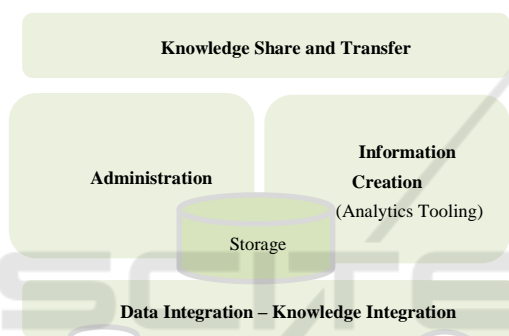 Knowledge Share and Transfer
Administration
Information
Creation
(Analytics Tooling)
Storage
Data Integration – Knowledge Integration